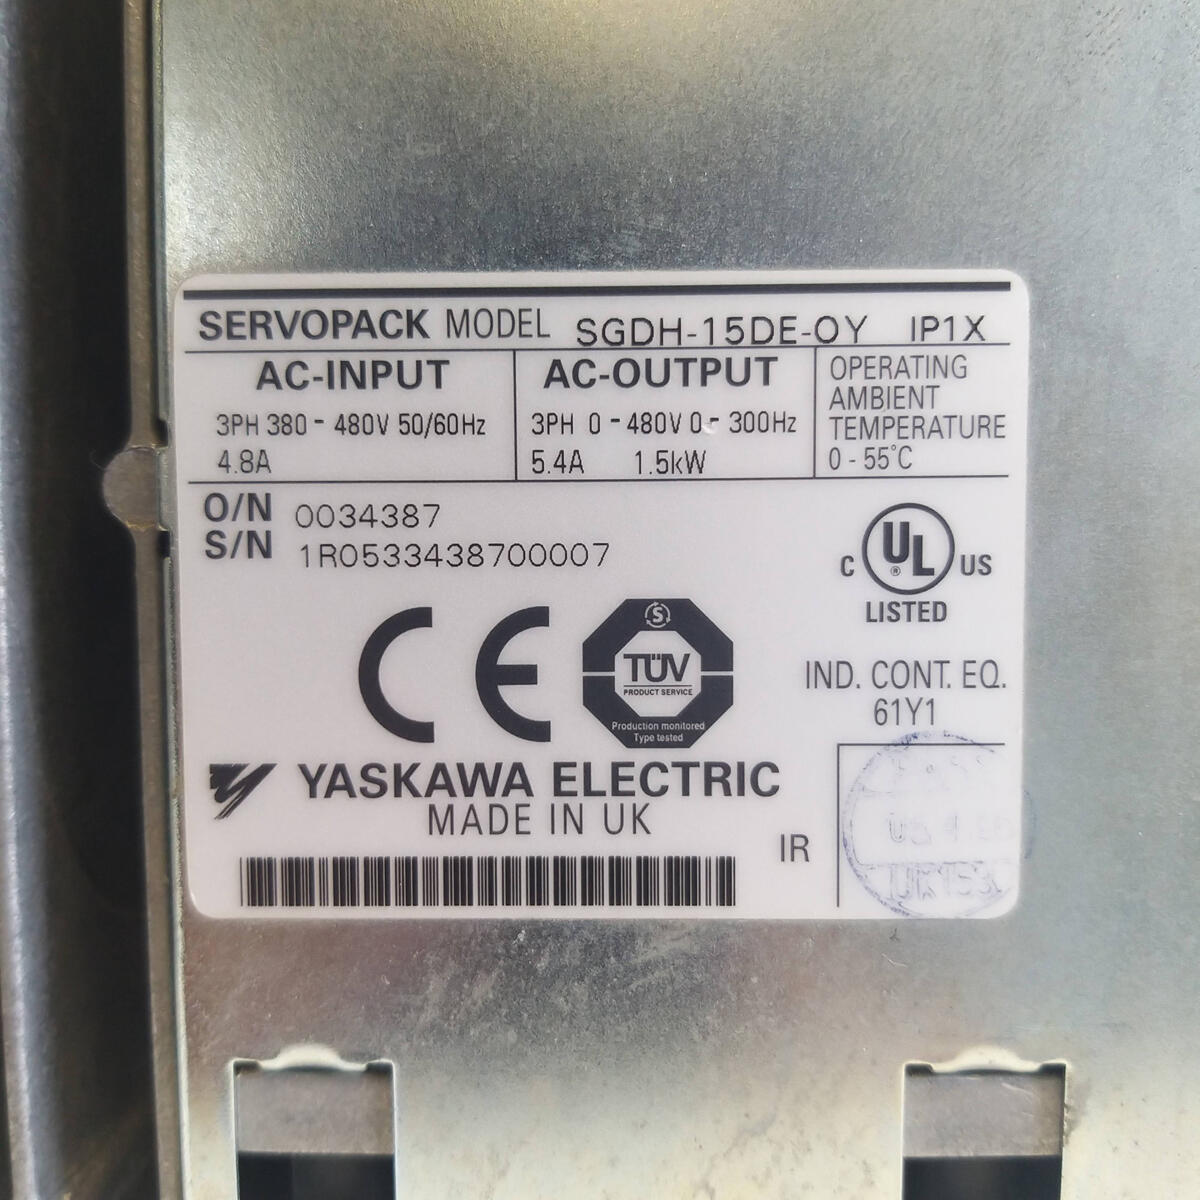 SERVOPACK MODEL SGDH-15DE-OY IP1X
AC-INPUT
3PH 380 - 480V 50/60Hz
4.8A
AC-OUTPUT
3PH 0 - 480V 0 - 300Hz
5.4A 1.5kW
OPERATING
AMBIENT
TEMPERATURE
0 - 55°C
O/N 0034387
S/N 1R0533438700007
C UL ® US
LISTED
IND. CONT. EQ.
61Y1
CE
S
TÜV
PRODUCT SERVICE
Production monitored
Type tested
YASKAWA ELECTRIC
MADE IN UK
IR